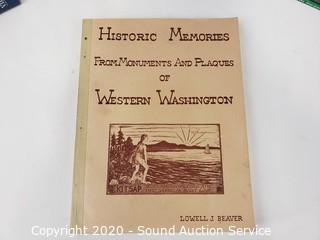 HISTORIC MEMORIES
FROM MONUMENTS AND PLAQUES
OF
WESTERN WASHINGTON
KITSAP
LOWELL J. BEAVER
Copyright 2020 - Sound Auction Service